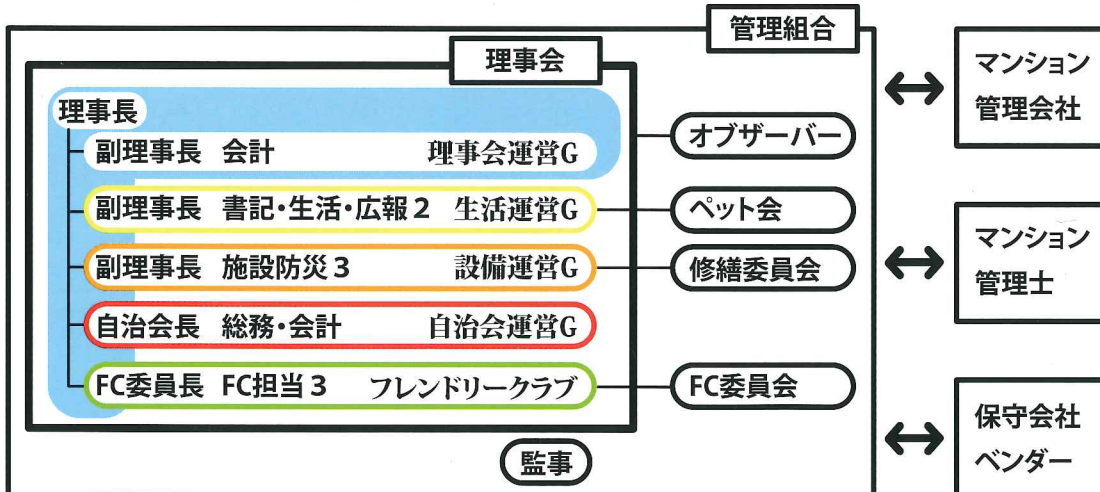 管理組合
理事会
理事長
副理事長 会計 理事会運営G
副理事長 書記・生活・広報2 生活運営G
副理事長 施設防災3 設備運営G
自治会長 総務・会計 自治会運営G
FC委員長 FC担当3 フレンドリークラブ
オブザーバー
ペット会
修繕委員会
FC委員会
監事
マンション
管理会社
マンション
管理士
保守会社
ベンダー